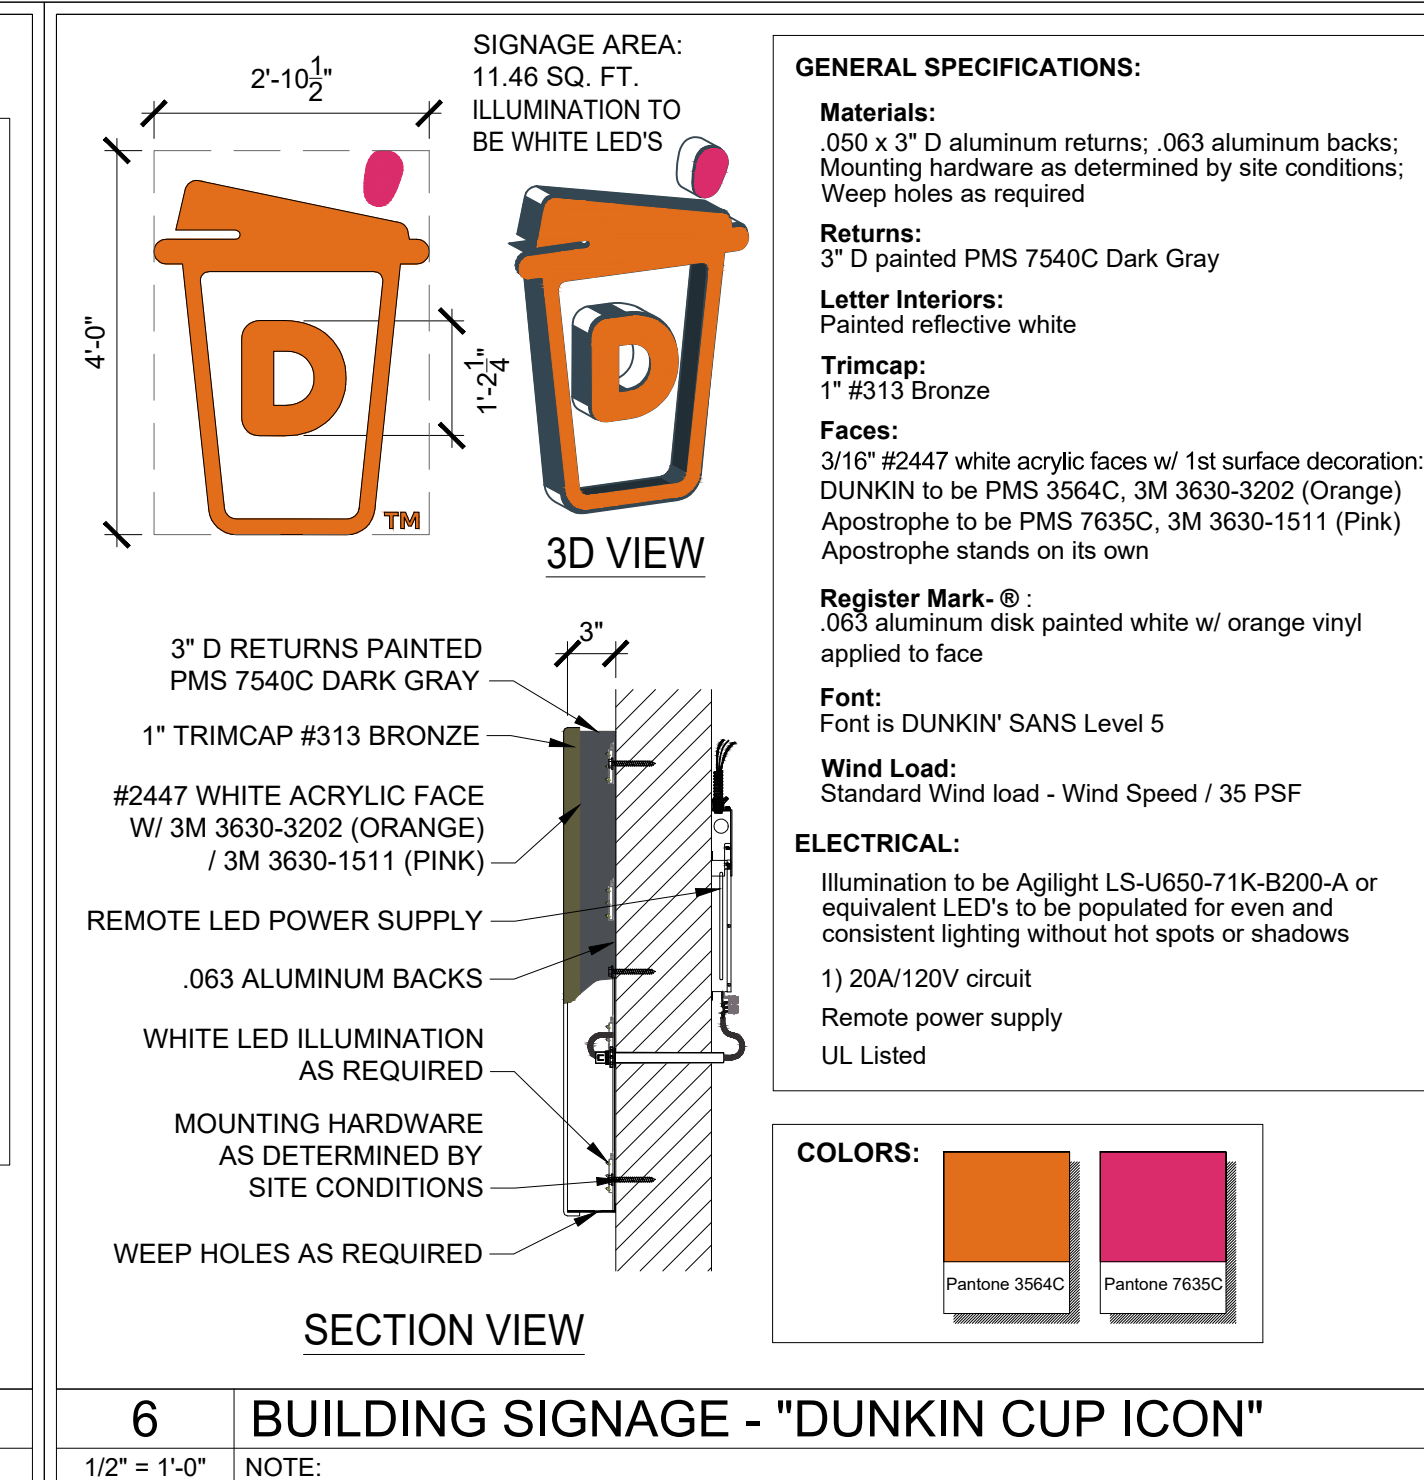 2'-10 1/2"
SIGNAGE AREA:
11.46 SQ. FT.
ILLUMINATION TO
BE WHITE LED'S
4'-0"
D
1'-2 1/4"
TM
D
3D VIEW
3"
3" D RETURNS PAINTED
PMS 7540C DARK GRAY
1" TRIMCAP #313 BRONZE
#2447 WHITE ACRYLIC FACE
W/ 3M 3630-3202 (ORANGE)
/ 3M 3630-1511 (PINK)
REMOTE LED POWER SUPPLY
.063 ALUMINUM BACKS
WHITE LED ILLUMINATION
AS REQUIRED
MOUNTING HARDWARE
AS DETERMINED BY
SITE CONDITIONS
WEEP HOLES AS REQUIRED
SECTION VIEW
GENERAL SPECIFICATIONS:
Materials:
.050 x 3" D aluminum returns; .063 aluminum backs;
Mounting hardware as determined by site conditions;
Weep holes as required
Returns:
3" D painted PMS 7540C Dark Gray
Letter Interiors:
Painted reflective white
Trimcap:
1" #313 Bronze
Faces:
3/16" #2447 white acrylic faces w/ 1st surface decoration:
DUNKIN to be PMS 3564C, 3M 3630-3202 (Orange)
Apostrophe to be PMS 7635C, 3M 3630-1511 (Pink)
Apostrophe stands on its own
Register Mark- ® :
.063 aluminum disk painted white w/ orange vinyl
applied to face
Font:
Font is DUNKIN' SANS Level 5
Wind Load:
Standard Wind load - Wind Speed / 35 PSF
ELECTRICAL:
Illumination to be Agilight LS-U650-71K-B200-A or
equivalent LED's to be populated for even and
consistent lighting without hot spots or shadows
1) 20A/120V circuit
Remote power supply
UL Listed
COLORS:
Pantone 3564C
Pantone 7635C
6
BUILDING SIGNAGE - "DUNKIN CUP ICON"
1/2" = 1'-0"
NOTE: